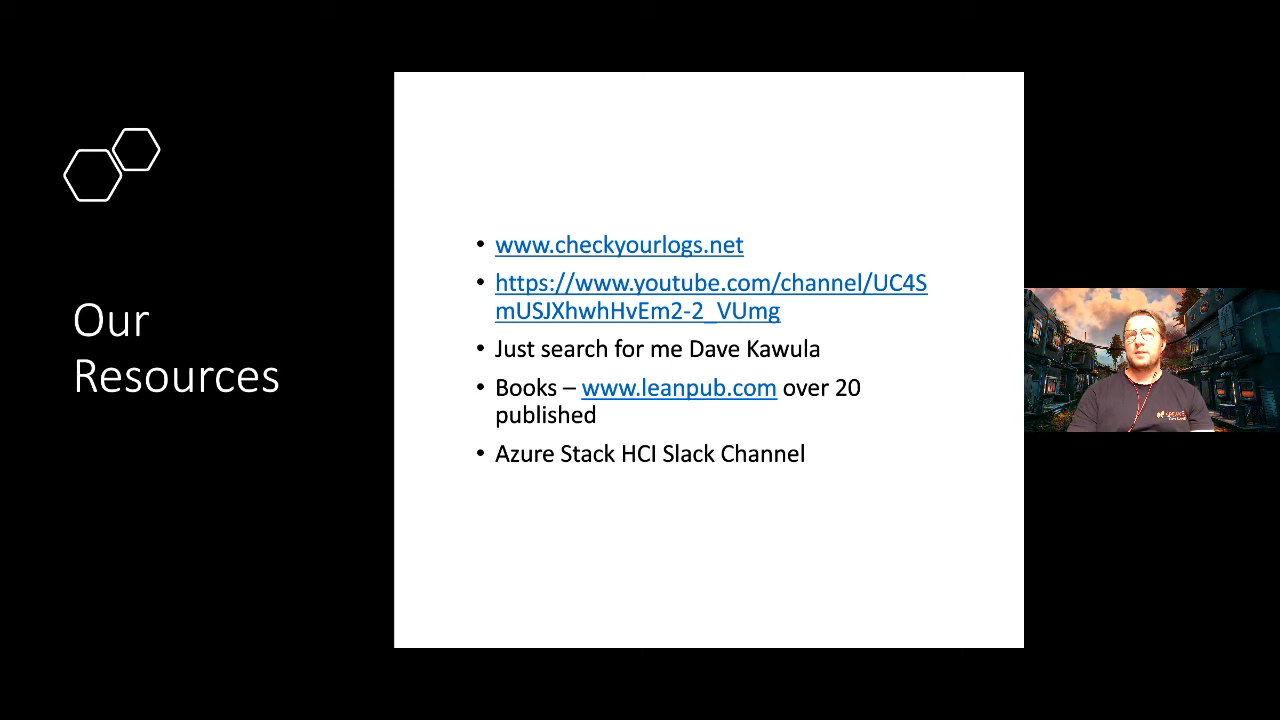 Our
Resources
• www.checkyourlogs.net
• https://www.youtube.com/channel/UC4S
mUSJXhwhHvEm2-2_VUmg
• Just search for me Dave Kawula
• Books – www.leanpub.com over 20
published
• Azure Stack HCI Slack Channel